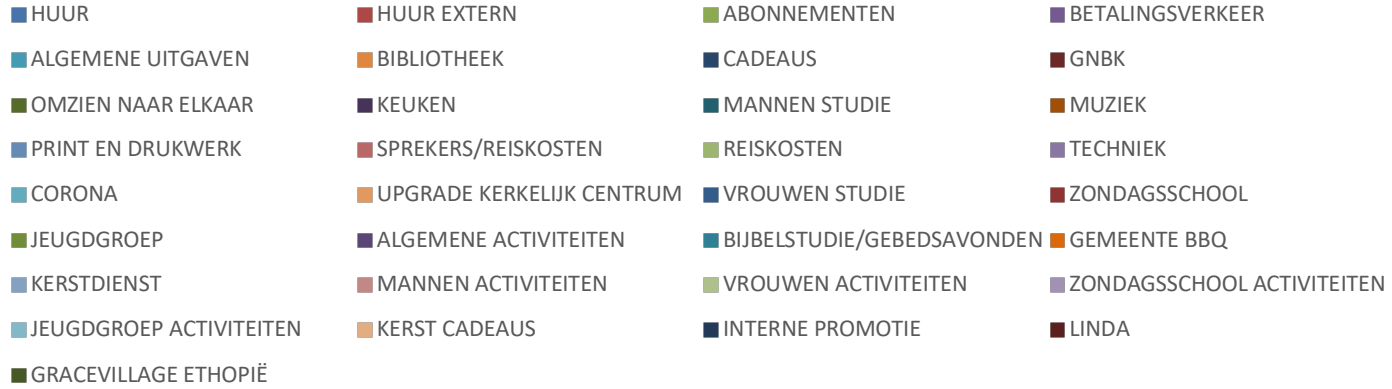 HUUR HUUR EXTERN ABONNEMENTEN BETALINGSVERKEER
ALGEMENE UITGAVEN BIBLIOTHEEK CADEAUS GNBK
OMZIEN NAAR ELKAAR KEUKEN MANNEN STUDIE MUZIEK
PRINT EN DRUKWERK SPREKERS/REISKOSTEN REISKOSTEN TECHNIEK
CORONA UPGRADE KERKELIJK CENTRUM VROUWEN STUDIE ZONDAGSSCHOOL
JEUGDGROEP ALGEMENE ACTIVITEITEN BIJBELSTUDIE/GEBEDSAVONDEN GEMEENTE BBQ
KERSTDIENST MANNEN ACTIVITEITEN VROUWEN ACTIVITEITEN ZONDAGSSCHOOL ACTIVITEITEN
JEUGDGROEP ACTIVITEITEN KERST CADEAUS INTERNE PROMOTIE LINDA
GRACEVILLAGE ETHOPIË